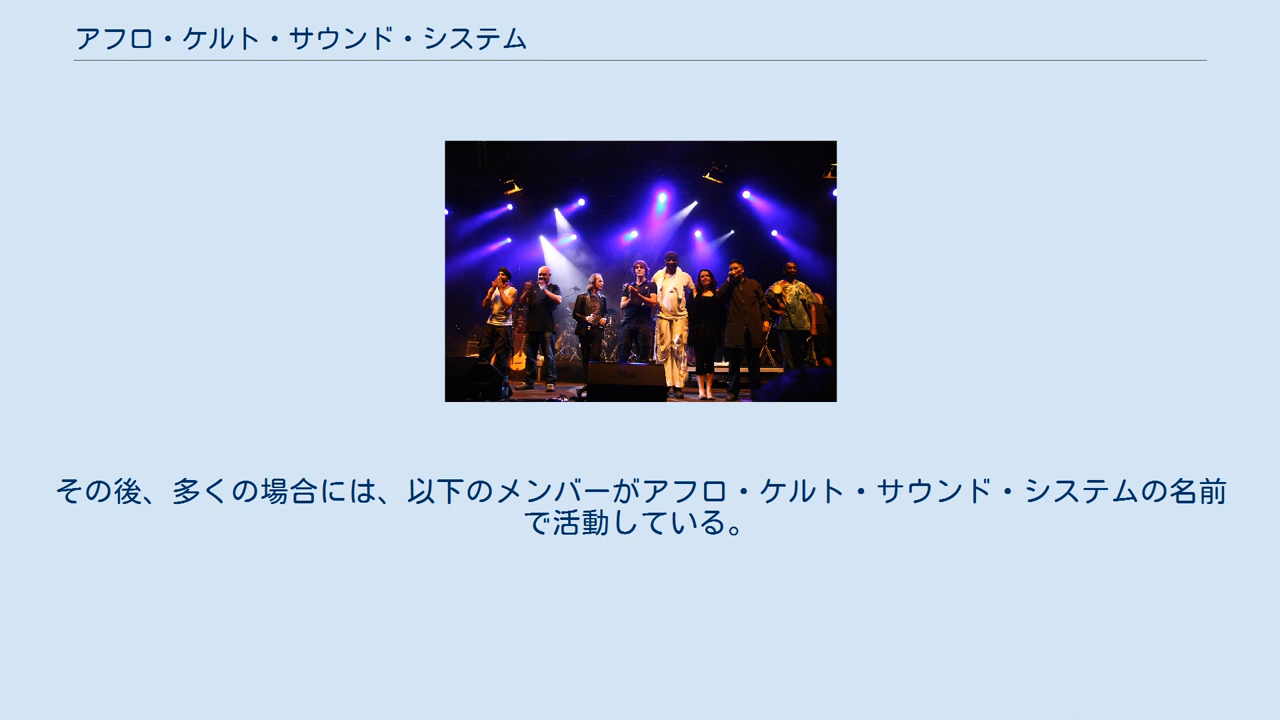 アフロ・ケルト・サウンド・システム
その後、多くの場合には、以下のメンバーがアフロ・ケルト・サウンド・システムの名前
で活動している。